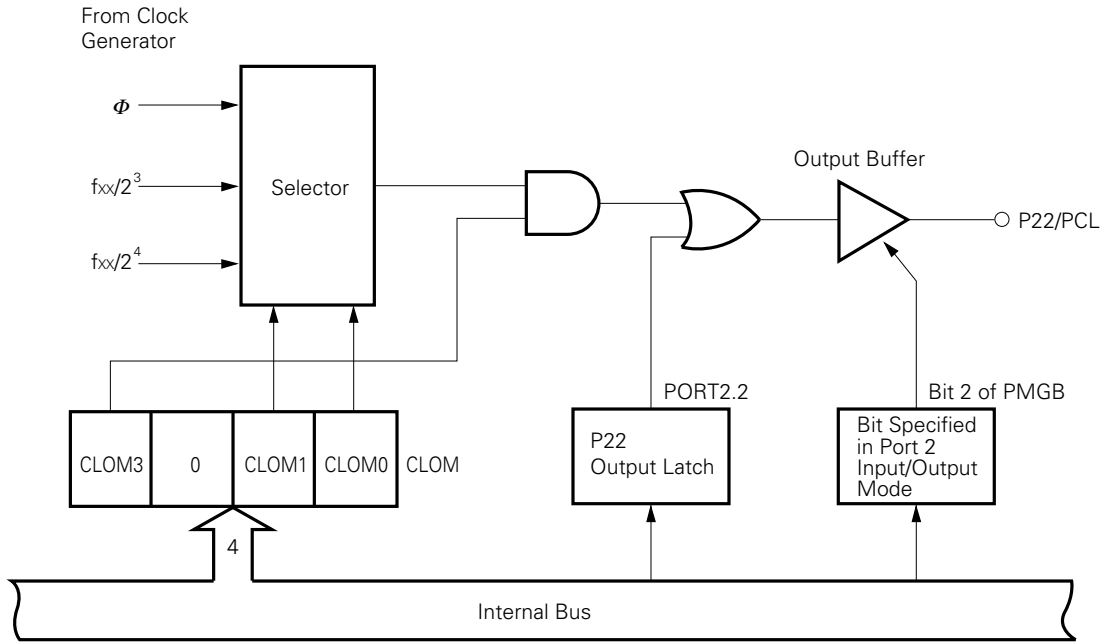 From Clock
Generator
Φ
fxx/2³
fxx/2⁴
Selector
Output Buffer
P22/PCL
PORT2.2
Bit 2 of PMGB
CLOM3
0
CLOM1
CLOM0
CLOM
P22
Output Latch
Bit Specified
in Port 2
Input/Output
Mode
4
Internal Bus